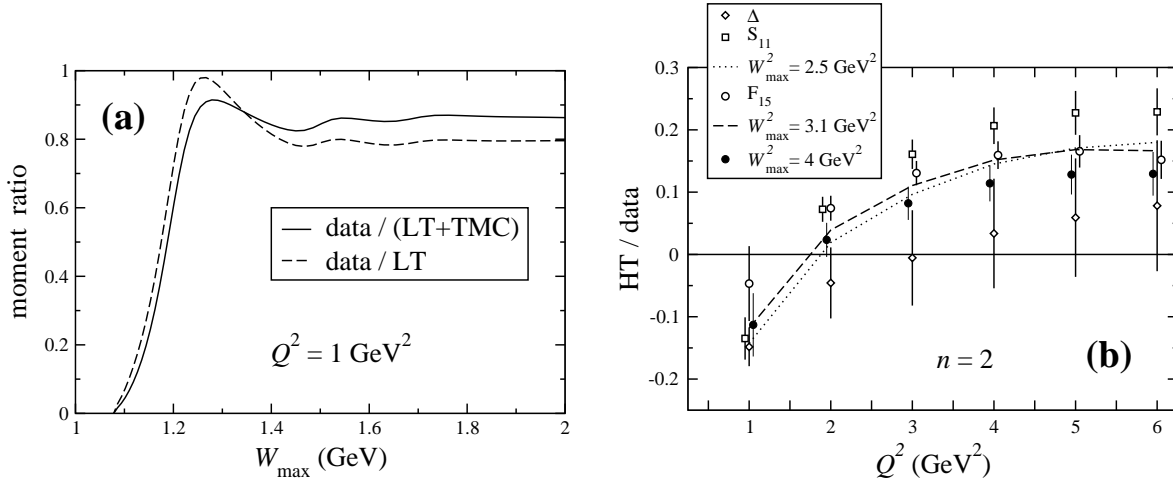 (a)
moment ratio
1
0.8
0.6
0.4
0.2
0
data / (LT+TMC)
data / LT
Q² = 1 GeV²
1 1.2 1.4 1.6 1.8 2
W_max (GeV)
Δ
S₁₁
W²_max = 2.5 GeV²
F₁₅
W²_max = 3.1 GeV²
W²_max = 4 GeV²
HT / data
0.3
0.2
0.1
0
-0.1
-0.2
n = 2
(b)
1 2 3 4 5 6
Q² (GeV²)